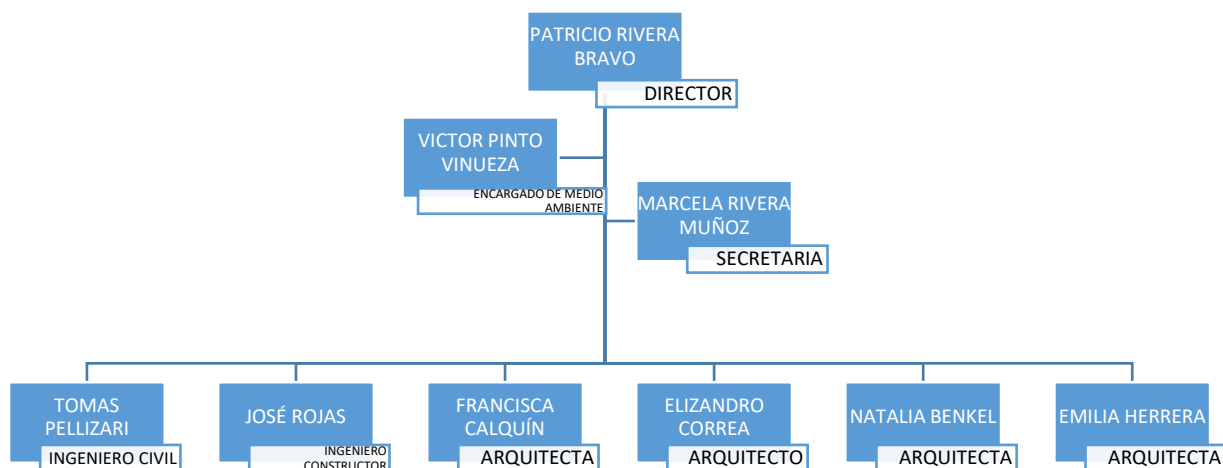 PATRICIO RIVERA
BRAVO
DIRECTOR
VICTOR PINTO
VINUEZA
ENCARGADO DE MEDIO
AMBIENTE
MARCELA RIVERA
MUÑOZ
SECRETARIA
TOMAS
PELLIZARI
INGENIERO CIVIL
JOSÉ ROJAS
INGENIERO
CONSTRUCTOR
FRANCISCA
CALQUÍN
ARQUITECTA
ELIZANDRO
CORREA
ARQUITECTO
NATALIA BENKEL
ARQUITECTA
EMILIA HERRERA
ARQUITECTA